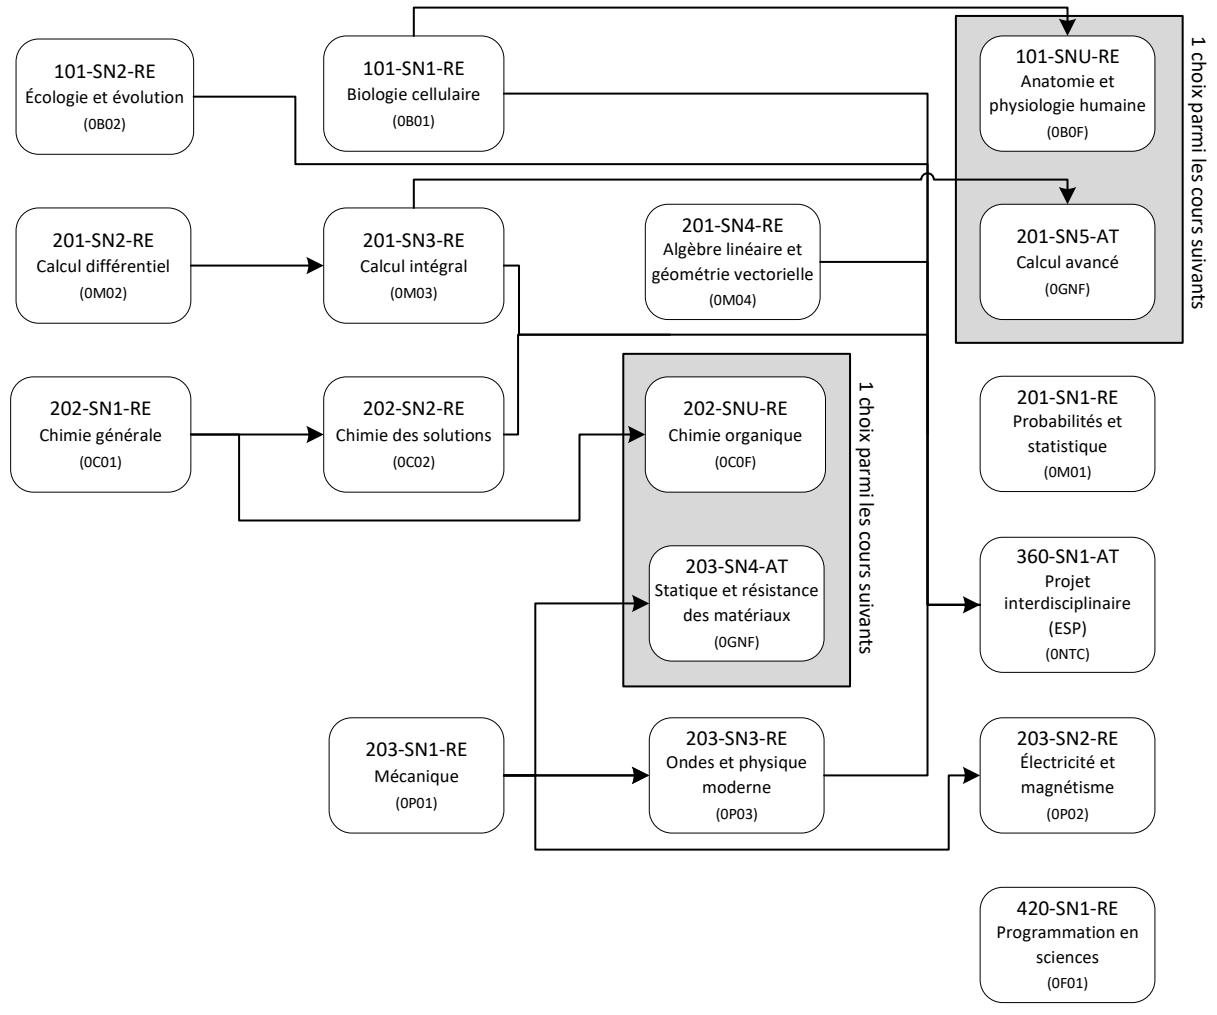 101-SN2-RE
Écologie et évolution
(0B02)
101-SN1-RE
Biologie cellulaire
(0B01)
101-SNU-RE
Anatomie et
physiologie humaine
(0B0F)
1 choix parmi les cours suivants
201-SN2-RE
Calcul différentiel
(0M02)
201-SN3-RE
Calcul intégral
(0M03)
201-SN4-RE
Algèbre linéaire et
géométrie vectorielle
(0M04)
201-SN5-AT
Calcul avancé
(0GNF)
202-SN1-RE
Chimie générale
(0C01)
202-SN2-RE
Chimie des solutions
(0C02)
202-SNU-RE
Chimie organique
(0C0F)
1 choix parmi les cours suivants
201-SN1-RE
Probabilités et
statistique
(0M01)
203-SN4-AT
Statique et résistance
des matériaux
(0GNF)
360-SN1-AT
Projet
interdisciplinaire
(ESP)
(0NTC)
203-SN1-RE
Mécanique
(0P01)
203-SN3-RE
Ondes et physique
moderne
(0P03)
203-SN2-RE
Électricité et
magnétisme
(0P02)
420-SN1-RE
Programmation en
sciences
(0F01)